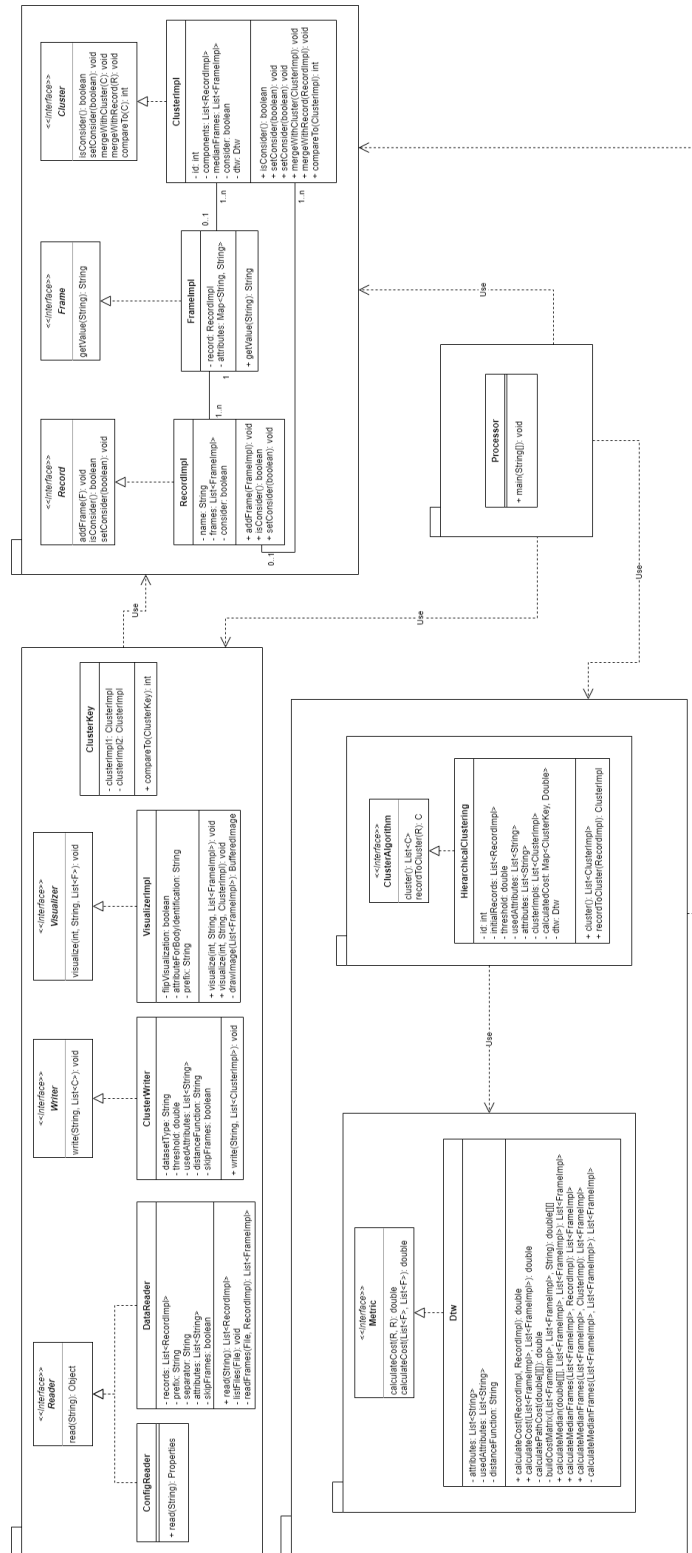 <<Interface>>
Reader
read(String): Object
ConfigReader
+ read(String): Properties
DataReader
- records: List<RecordImpl>
- prefix: String
- separator: String
- attributes: List<String>
- skipFrames: boolean
+ read(String): List<RecordImpl>
- listFiles(File): void
- readFrames(File, RecordImpl): List<FrameImpl>
<<Interface>>
Writer
write(String, List<C>): void
ClusterWriter
- datasetType: String
- threshold: double
- usedAttributes: List<String>
- distanceFunction: String
- skipFrames: boolean
+ write(String, List<ClusterImpl>): void
<<Interface>>
Visualizer
visualize(int, String, List<F>): void
VisualizerImpl
- flipVisualization: boolean
- attributeForBodyIdentification: String
- prefix: String
+ visualize(int, String, List<FrameImpl>): void
+ visualize(int, String, ClusterImpl): void
- drawImage(List<FrameImpl>): BufferedImage
ClusterKey
- clusterImpl1: ClusterImpl
- clusterImpl2: ClusterImpl
+ compareTo(ClusterKey): int
Use
<<Interface>>
Record
addFrame(F): void
isConsider(): boolean
setConsider(boolean): void
RecordImpl
- name: String
- frames: List<FrameImpl>
- consider: boolean
+ addFrame(FrameImpl): void
+ isConsider(): boolean
+ setConsider(boolean): void
0..1
1..n
1
<<Interface>>
Frame
getValue(String): String
FrameImpl
- record: RecordImpl
- attributes: Map<String, String>
+ getValue(String): String
0..1
1..n
1..n
<<Interface>>
Cluster
isConsider(): boolean
setConsider(boolean): void
mergeWithCluster(C): void
mergeWithRecord(R): void
compareTo(C): int
ClusterImpl
- id: int
- components: List<RecordImpl>
- medianFrames: List<FrameImpl>
- consider: boolean
- dtw: Dtw
+ isConsider(): boolean
+ setConsider(boolean): void
+ setConsider(boolean): void
+ mergeWithCluster(ClusterImpl): void
+ mergeWithRecord(RecordImpl): void
+ compareTo(ClusterImpl): int
<<Interface>>
Metric
calculateCost(R, R): double
calculateCost(List<F>, List<F>): double
Dtw
- attributes: List<String>
- usedAttributes: List<String>
- distanceFunction: String
+ calculateCost(RecordImpl, RecordImpl): double
+ calculateCost(List<FrameImpl>, List<FrameImpl>): double
- calculatePathCost(double[][]): double
- buildCostMatrix(List<FrameImpl>, List<FrameImpl>, String): double[][]
+ calculateMedian(double[][], List<FrameImpl>, List<FrameImpl>): List<FrameImpl>
+ calculateMedianFrames(List<FrameImpl>, RecordImpl): List<FrameImpl>
+ calculateMedianFrames(List<FrameImpl>, ClusterImpl): List<FrameImpl>
- calculateMedianFrames(List<FrameImpl>, List<FrameImpl>): List<FrameImpl>
Use
<<Interface>>
ClusterAlgorithm
cluster(): List<C>
recordToCluster(R): C
HierarchicalClustering
- id: int
- initialRecords: List<RecordImpl>
- threshold: double
- usedAttributes: List<String>
- attributes: List<String>
- clusterImpls: List<ClusterImpl>
- calculatedCost: Map<ClusterKey, Double>
- dtw: Dtw
+ cluster(): List<ClusterImpl>
+ recordToCluster(RecordImpl): ClusterImpl
Use
Use
Processor
+ main(String[]): void
Use